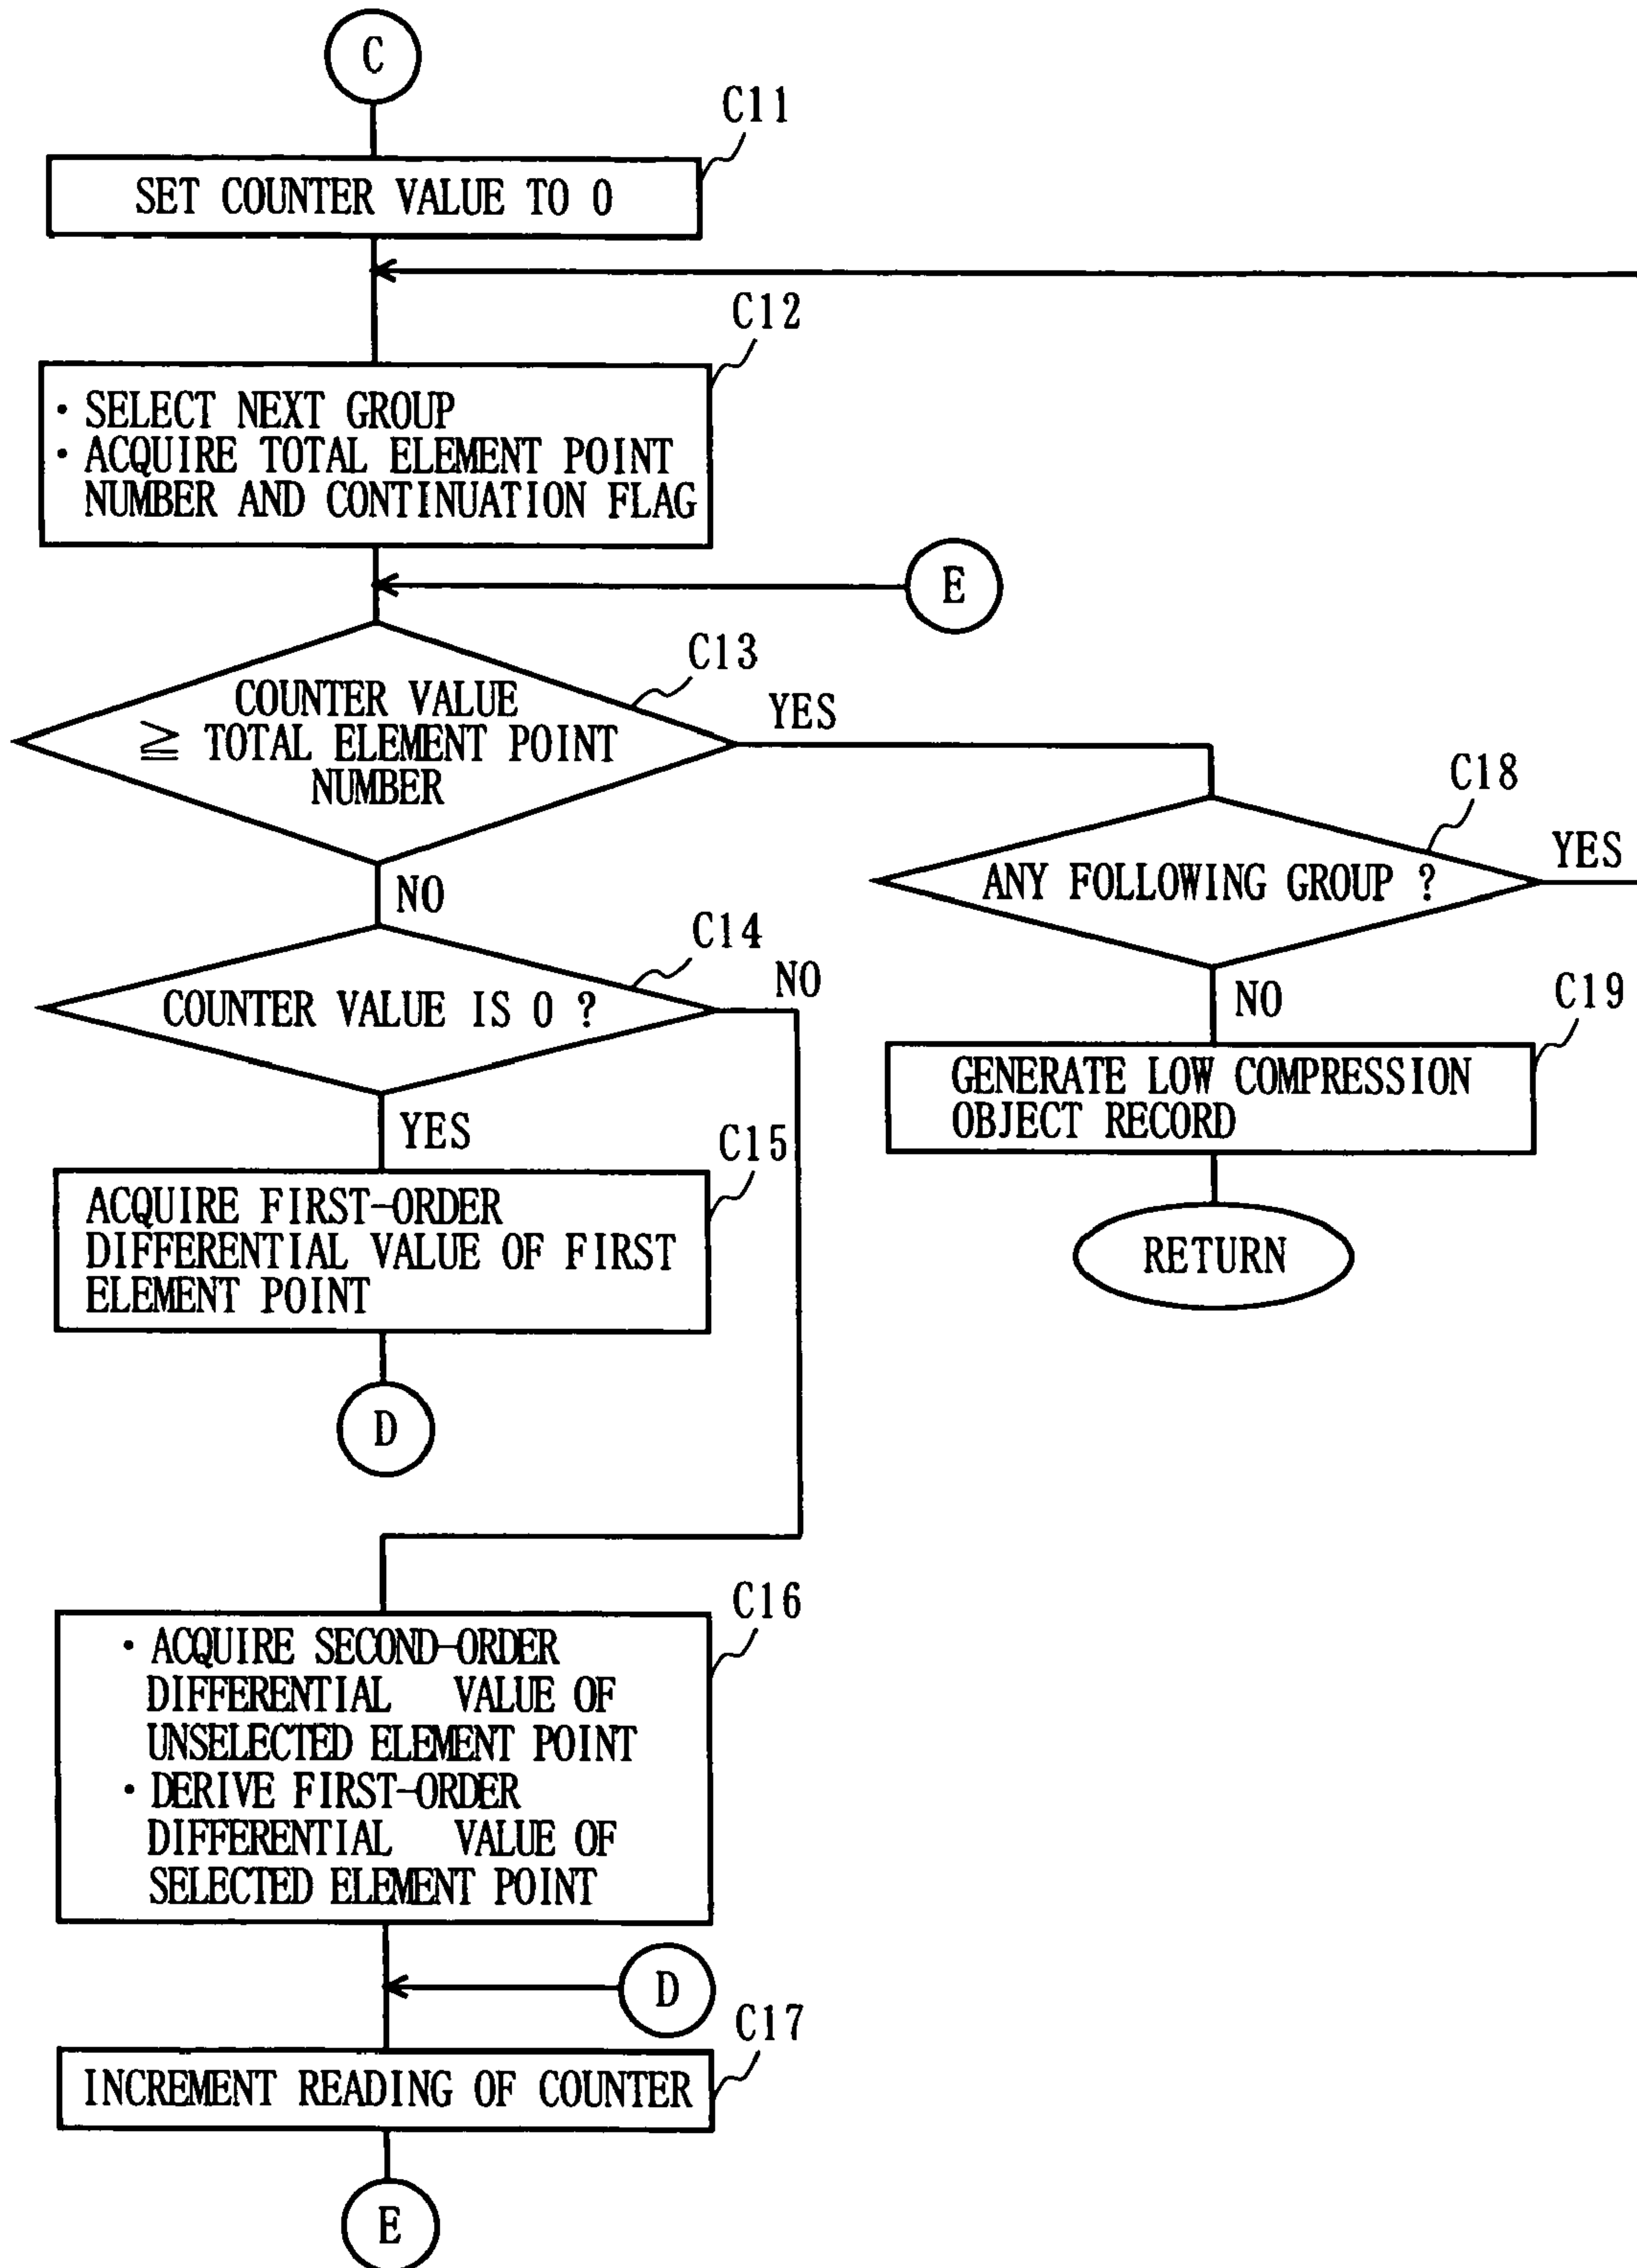 C
C11
SET COUNTER VALUE TO 0
C12
· SELECT NEXT GROUP
· ACQUIRE TOTAL ELEMENT POINT
NUMBER AND CONTINUATION FLAG
E
C13
COUNTER VALUE
≧ TOTAL ELEMENT POINT
NUMBER
YES
NO
C18
ANY FOLLOWING GROUP ?
YES
NO
C14
COUNTER VALUE IS 0 ?
NO
YES
C19
GENERATE LOW COMPRESSION
OBJECT RECORD
RETURN
C15
ACQUIRE FIRST-ORDER
DIFFERENTIAL VALUE OF FIRST
ELEMENT POINT
D
C16
· ACQUIRE SECOND-ORDER
DIFFERENTIAL VALUE OF
UNSELECTED ELEMENT POINT
· DERIVE FIRST-ORDER
DIFFERENTIAL VALUE OF
SELECTED ELEMENT POINT
D
C17
INCREMENT READING OF COUNTER
E